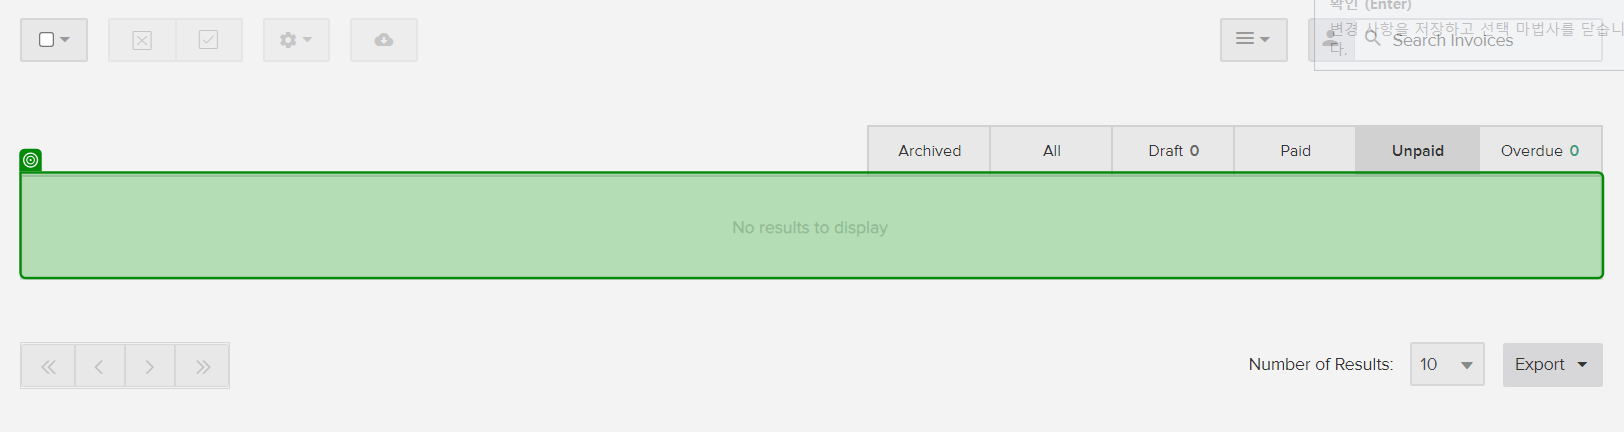 확인 (Enter)
변경 사항을 저장하고 선택 마법사를 닫습니
다.
Search Invoices
Archived All Draft 0 Paid Unpaid Overdue 0
No results to display
Number of Results: 10 Export